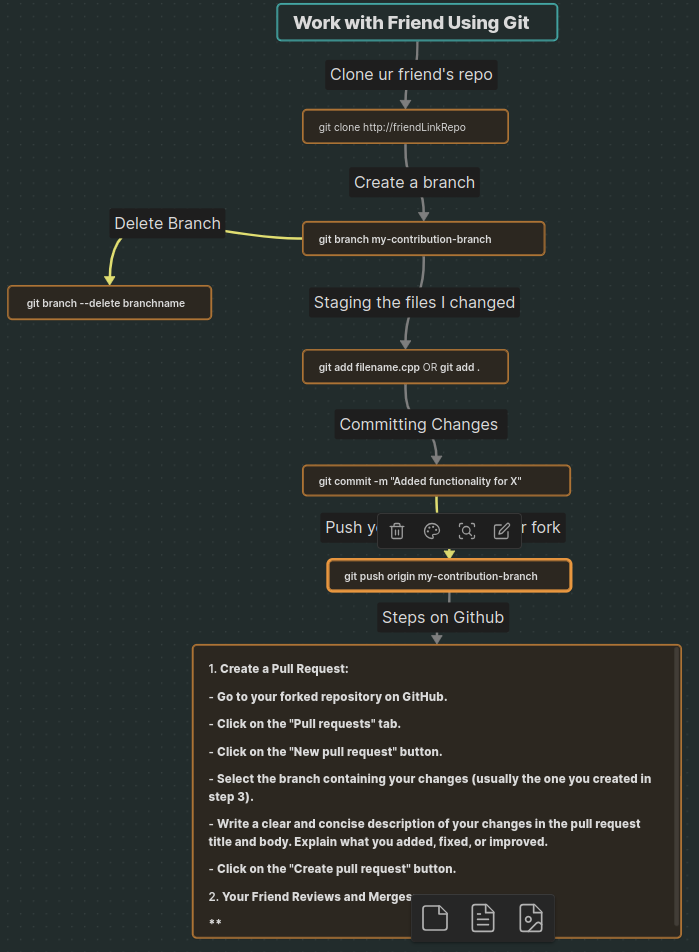 Work with Friend Using Git
Clone ur friend's repo
git clone http://friendLinkRepo
Create a branch
git branch my-contribution-branch
Delete Branch
git branch --delete branchname
Staging the files I changed
git add filename.cpp OR git add .
Committing Changes
git commit -m "Added functionality for X"
Push fork
git push origin my-contribution-branch
Steps on Github
1. Create a Pull Request:
- Go to your forked repository on GitHub.
- Click on the "Pull requests" tab.
- Click on the "New pull request" button.
- Select the branch containing your changes (usually the one you created in
step 3).
- Write a clear and concise description of your changes in the pull request
title and body. Explain what you added, fixed, or improved.
- Click on the "Create pull request" button.
2. Your Friend Reviews and Merges
**